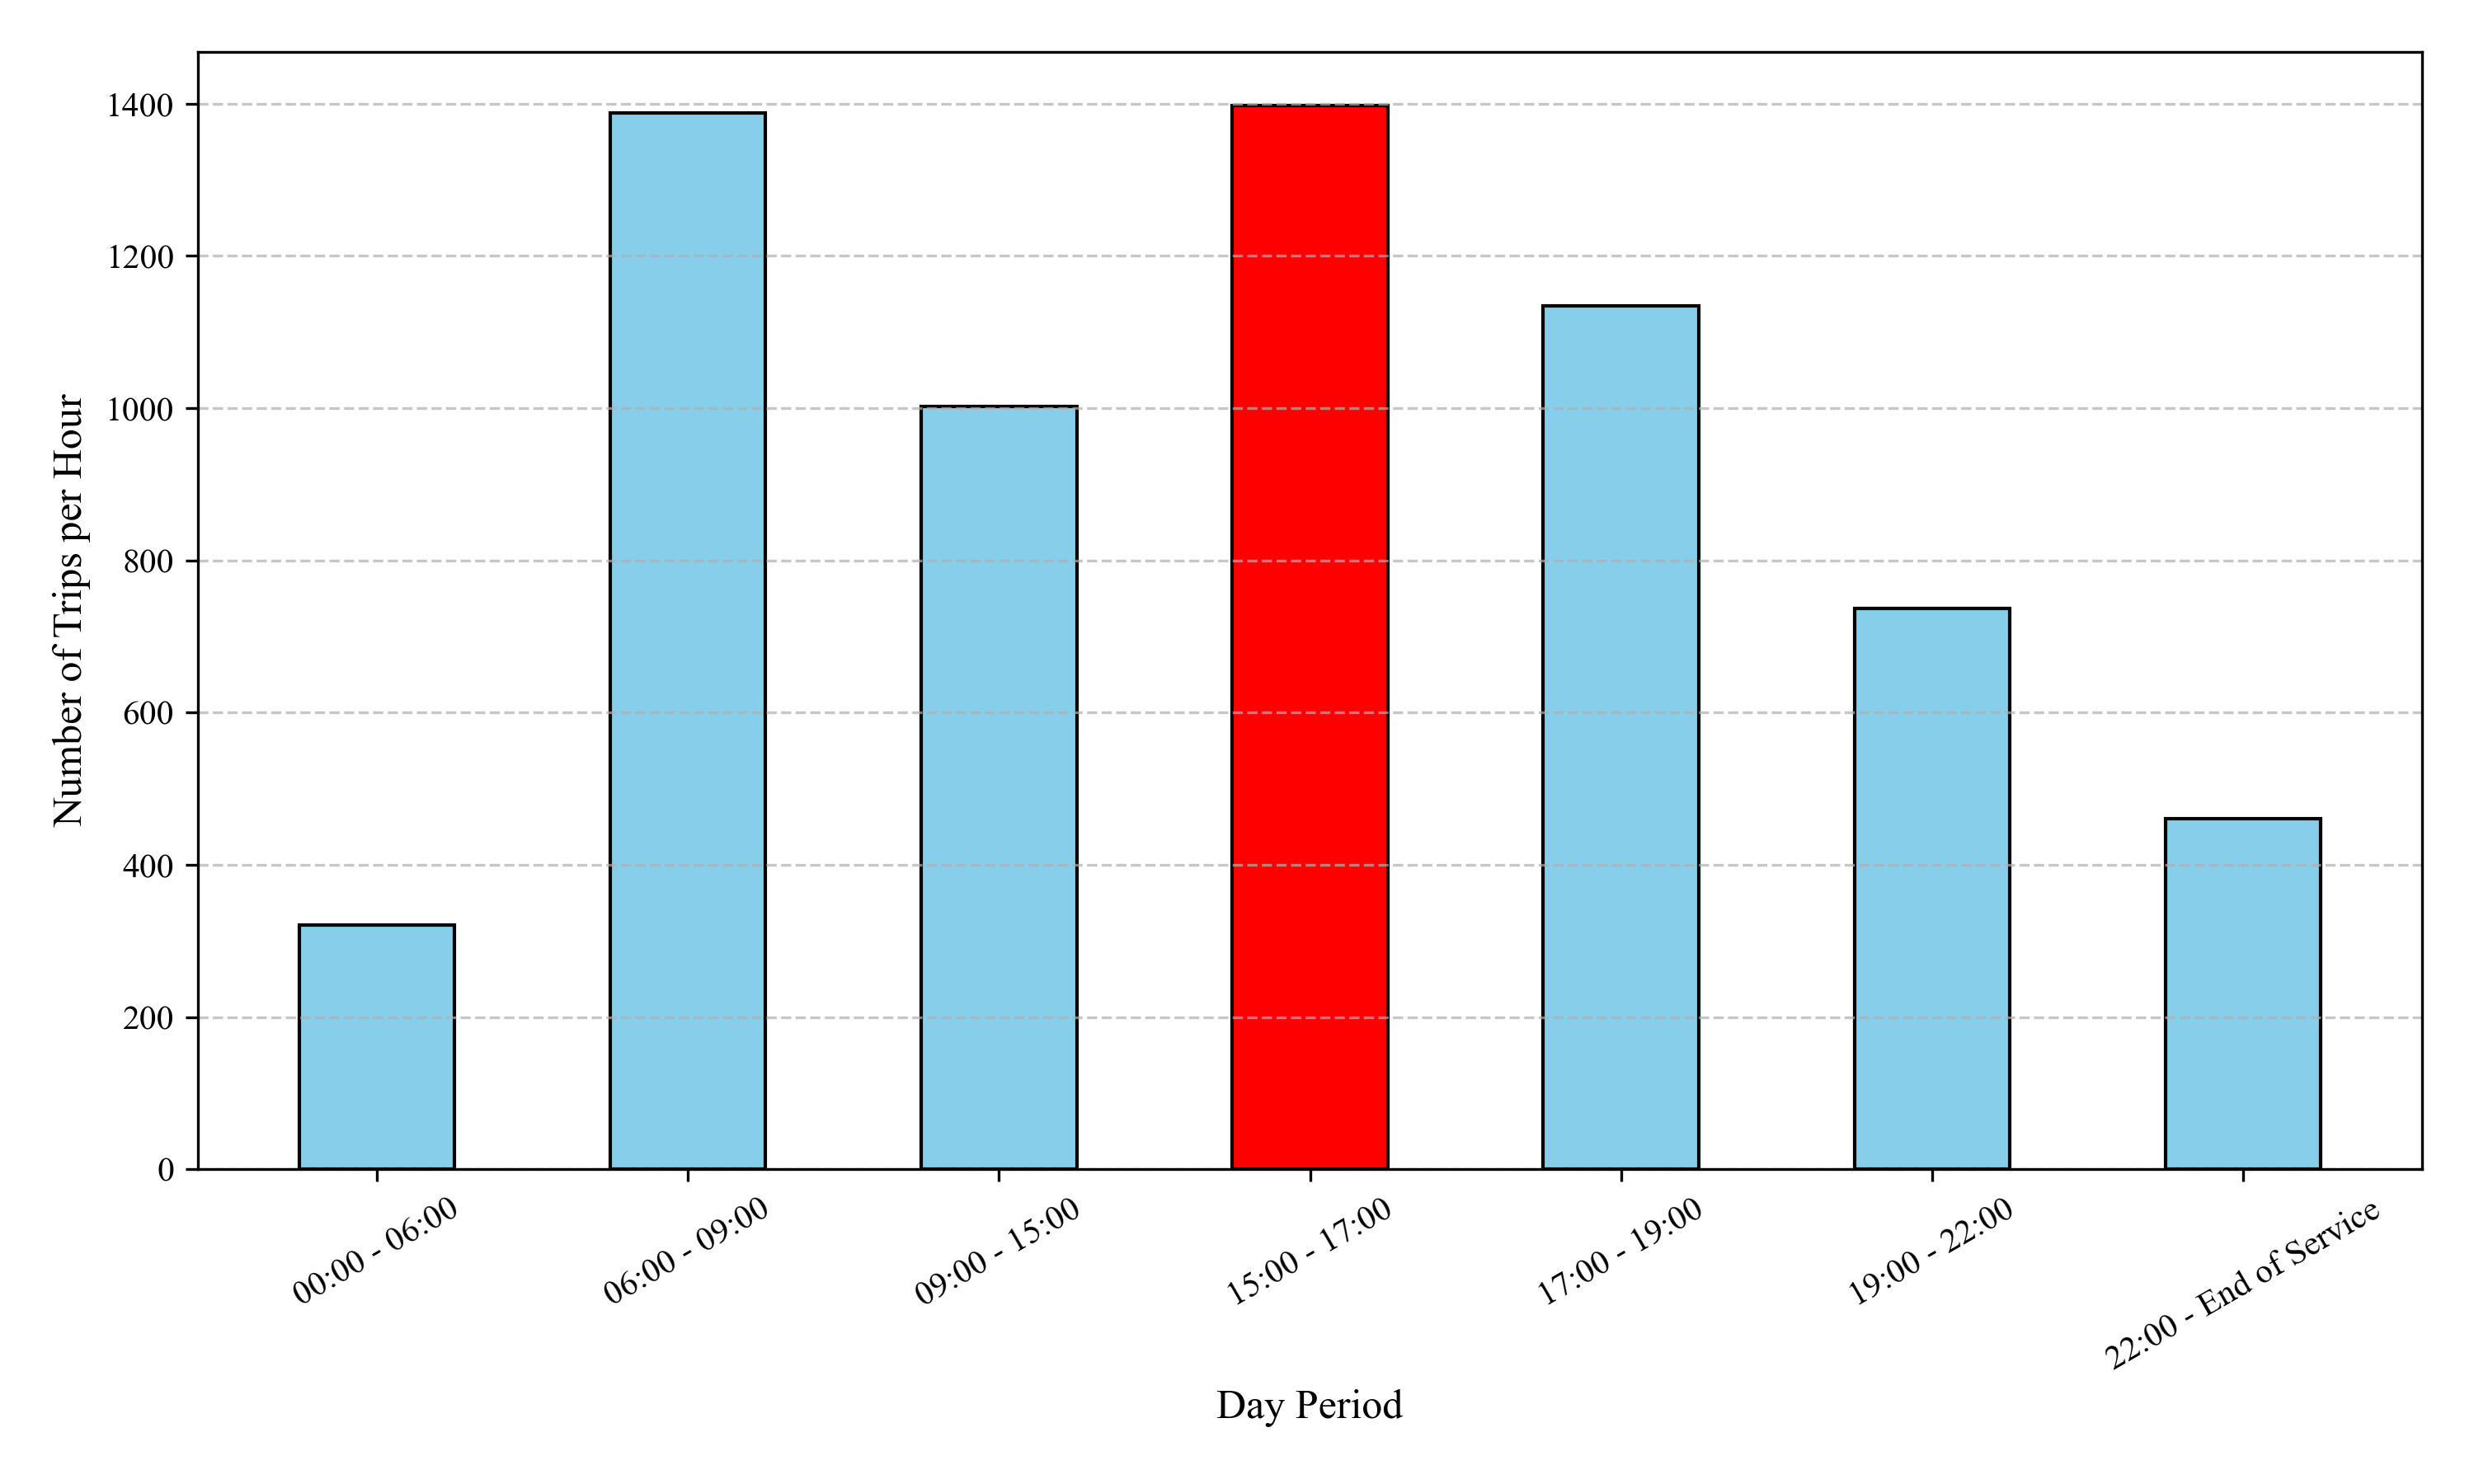 Number of Trips per Hour
1400
1200
1000
800
600
400
200
0
00:00 - 06:00
06:00 - 09:00
09:00 - 15:00
15:00 - 17:00
17:00 - 19:00
19:00 - 22:00
22:00 - End of Service
Day Period